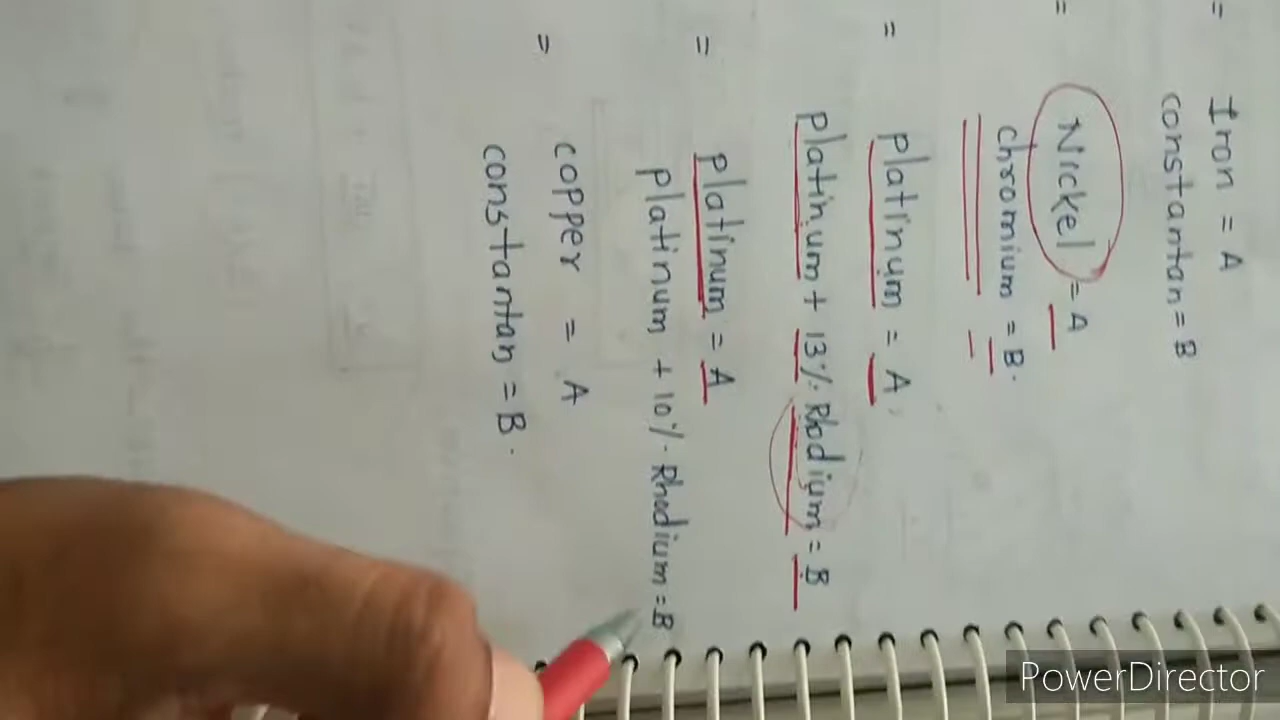 = Iron = A
constantan = B
= Nickel = A
chromium = B.
= platinum = A,
platinum + 13% Rhodium = B
= platinum = A
platinum + 10% Rhodium = B
= copper = A
constantan = B.
PowerDirector